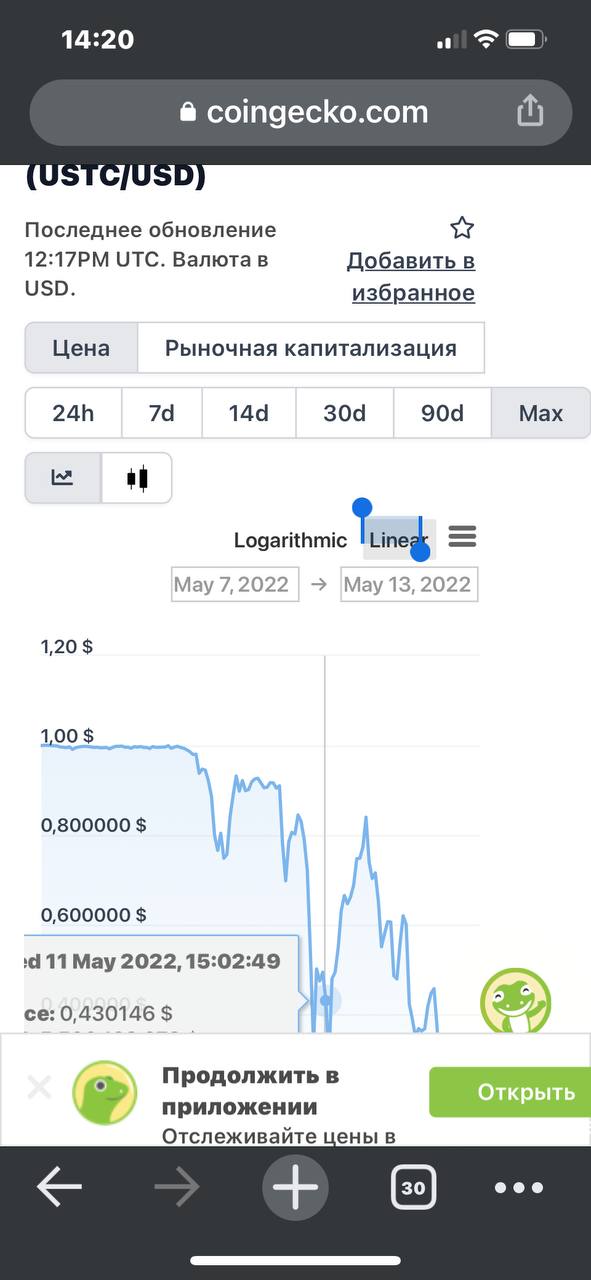 14:20
coingecko.com
(USTC/USD)
Последнее обновление
12:17PM UTC. Валюта в
USD.
Добавить в
избранное
Цена
Рыночная капитализация
24h 7d 14d 30d 90d Max
Logarithmic Linear
May 7, 2022 → May 13, 2022
1,20 $
1,00 $
0,800000 $
0,600000 $
ed 11 May 2022, 15:02:49
0,400000 $
ce: 0,430146 $
Продолжить в
приложении
Открыть
Отслеживайте цены в
30